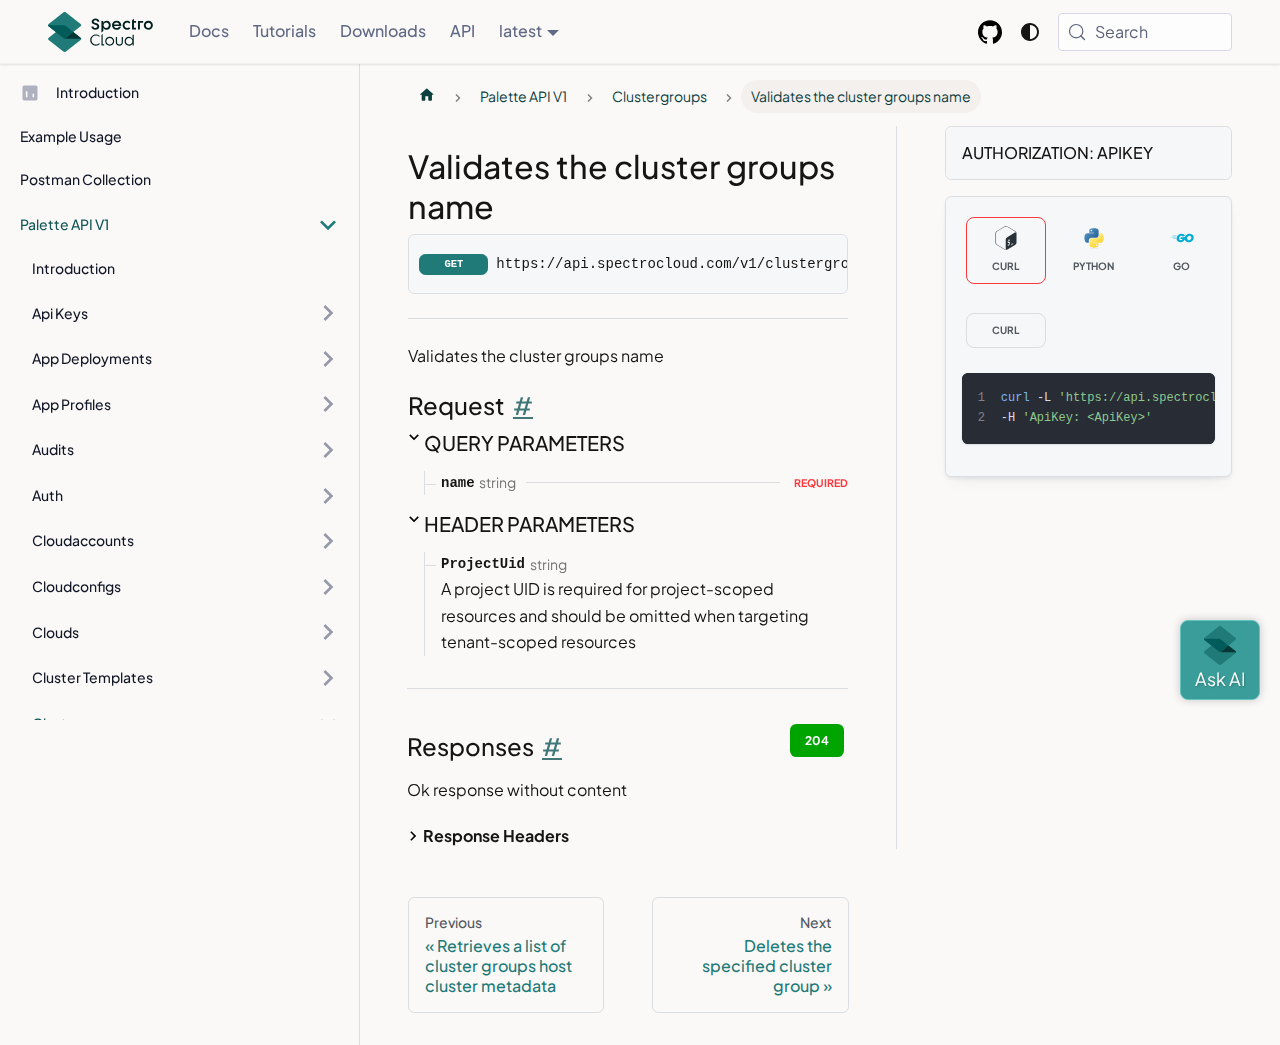 Spectro Cloud
Docs
Tutorials
Downloads
API
latest
Search
Introduction
Example Usage
Postman Collection
Palette API V1
Introduction
Api Keys
App Deployments
App Profiles
Audits
Auth
Cloudaccounts
Cloudconfigs
Clouds
Cluster Templates
Palette API V1
Clustergroups
Validates the cluster groups name
Validates the cluster groups
name
GET https://api.spectrocloud.com/v1/clustergro
Validates the cluster groups name
Request #
QUERY PARAMETERS
name string REQUIRED
HEADER PARAMETERS
ProjectUid string
A project UID is required for project-scoped
resources and should be omitted when targeting
tenant-scoped resources
Responses #
204
Ok response without content
Response Headers
Previous
« Retrieves a list of
cluster groups host
cluster metadata
Next
Deletes the
specified cluster
group »
AUTHORIZATION: APIKEY
CURL
PYTHON
GO
CURL
1 curl -L 'https://api.spectrocl
2 -H 'ApiKey: <ApiKey>'
Ask AI